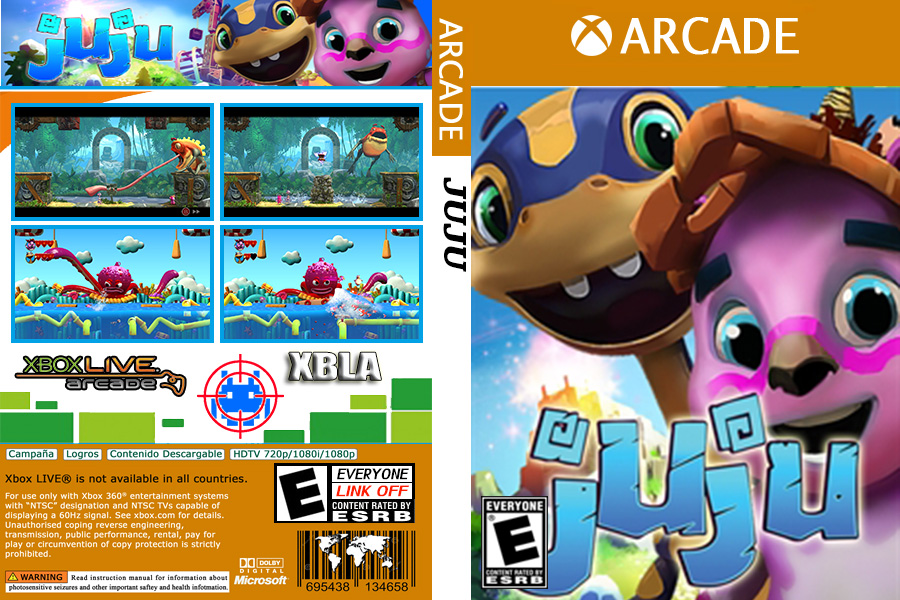 juju
XBOX LIVE
arcade
XBLA
Campaña Logros Contenido Descargable HDTV 720p/1080i/1080p
Xbox LIVE® is not available in all countries.
For use only with Xbox 360® entertainment systems
with "NTSC" designation and NTSC TVs capable of
displaying a 60Hz signal. See xbox.com for details.
Unauthorised coping reverse engineering,
transmission, public performance, rental, pay for
play or circumvention of copy protection is strictly
prohibited.
WARNING Read instruction manual for information about
photosensitive seizures and other important saftey and health infotmation.
E
EVERYONE
LINK OFF
CONTENT RATED BY
ESRB
DOLBY
DIGITAL
Microsoft
695438 134658
ARCADE
JUJU
ARCADE
juju
EVERYONE
E
CONTENT RATED BY
ESRB